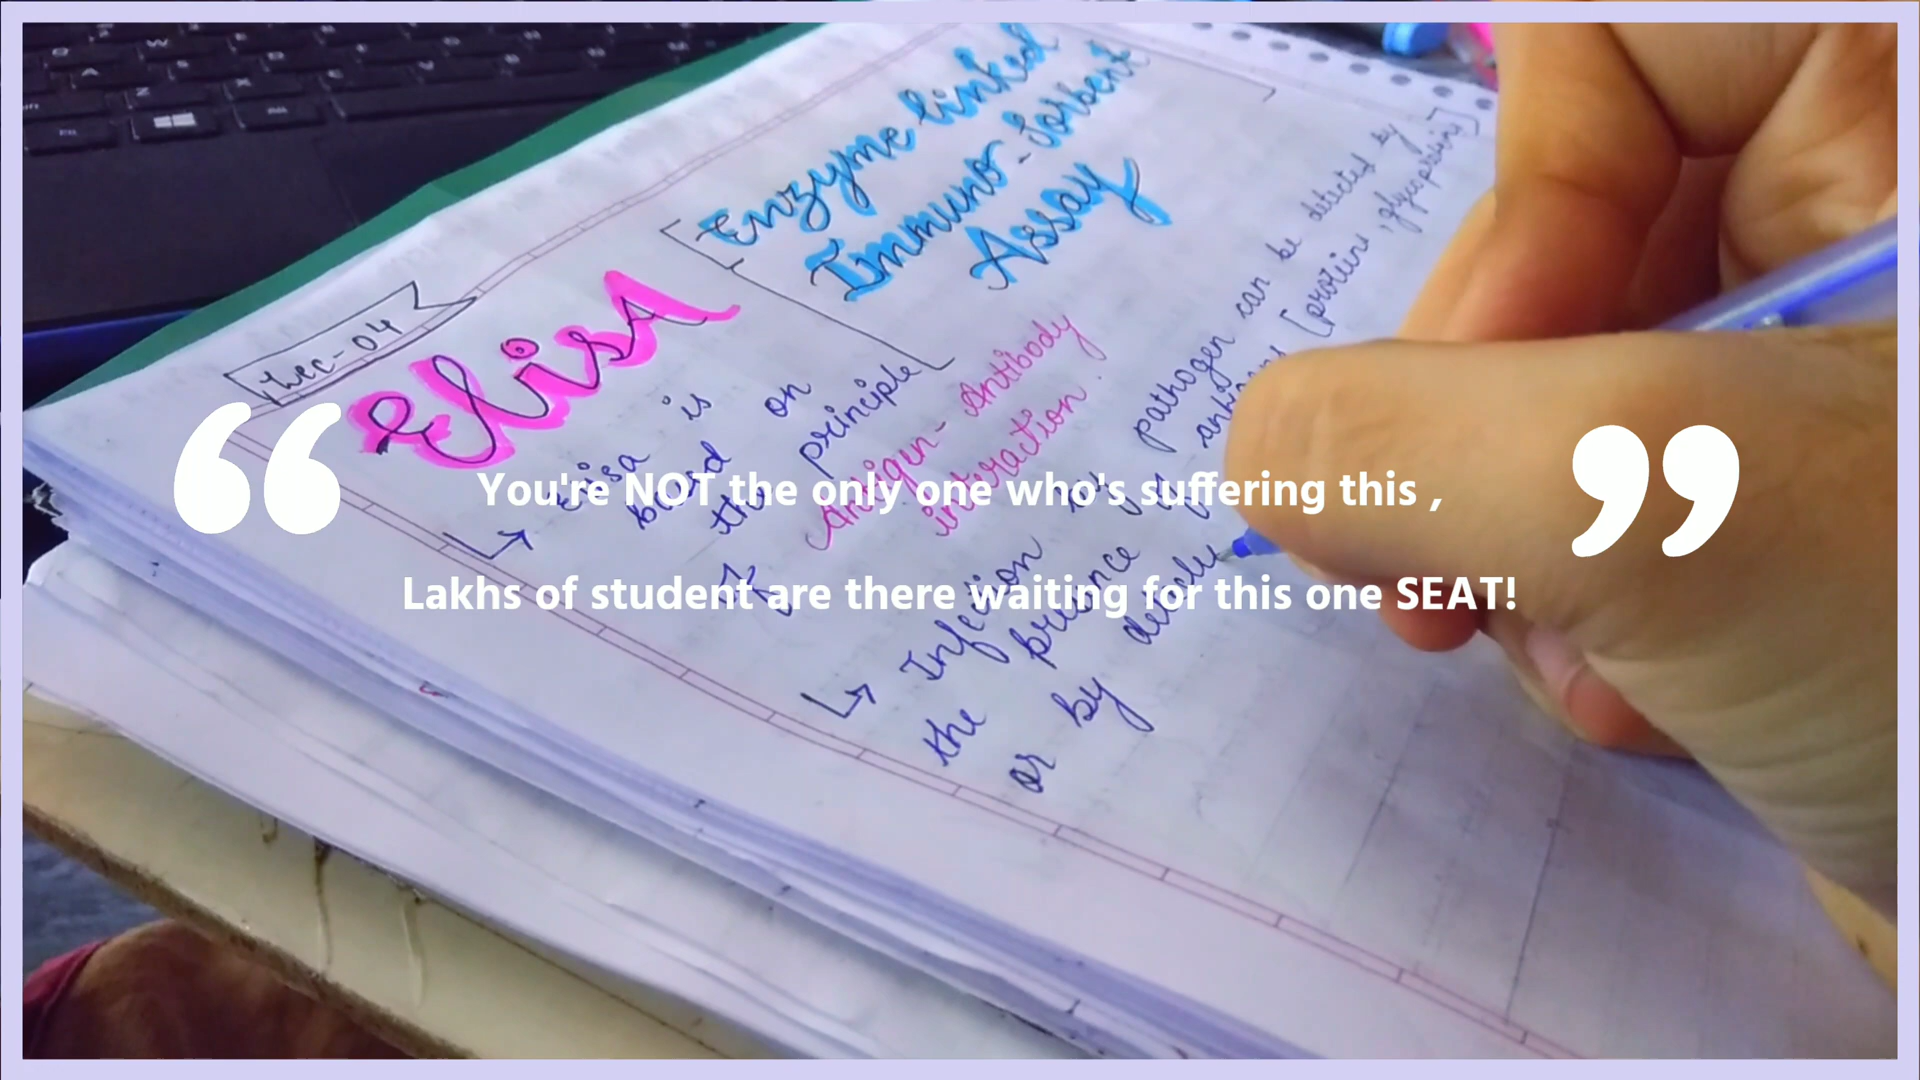 Lec-04
Elisa
Enzyme linked
Immuno-Sorbent
Assay
↳ Elisa is
based on
the principle
of Antigen-Antibody
interaction.
↳ Infection by pathogen can be detected by
the presence of antigens [proteins, glycoproteins]
or by
“
You're NOT the only one who's suffering this ,
Lakhs of student are there waiting for this one SEAT!
”